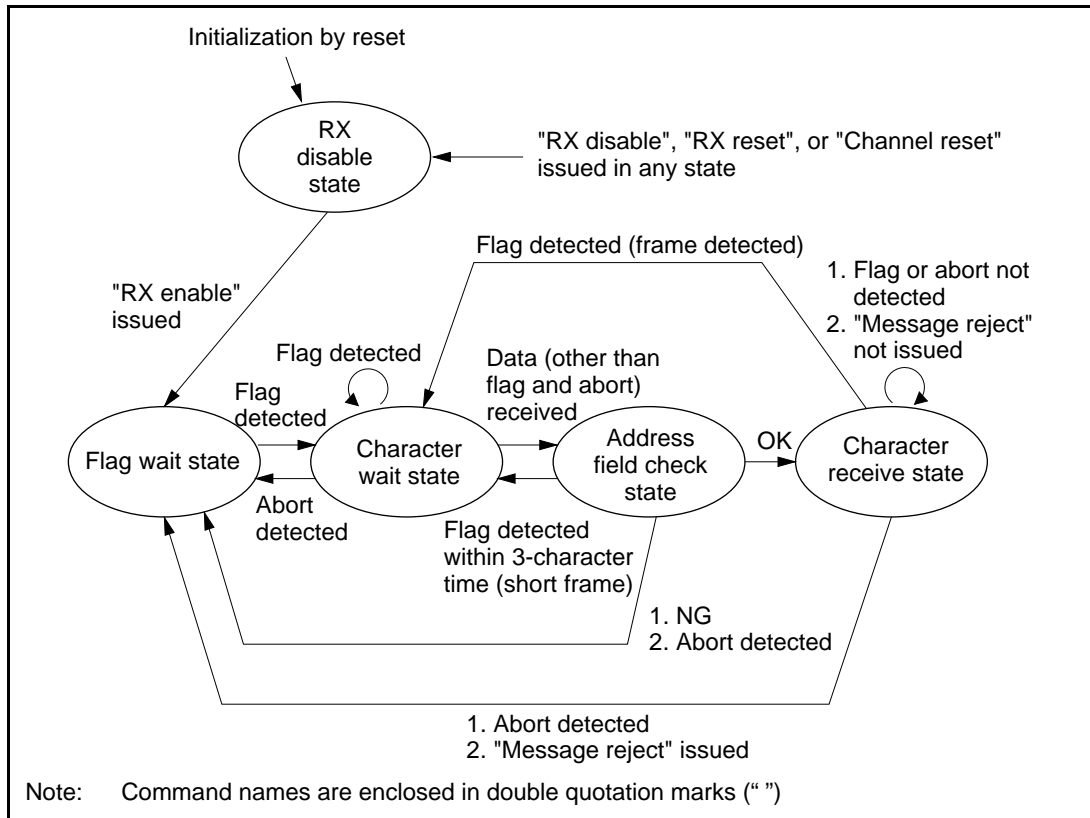 Initialization by reset
RX
disable
state
"RX disable", "RX reset", or "Channel reset"
issued in any state
"RX enable"
issued
Flag detected (frame detected)
1. Flag or abort not
detected
2. "Message reject"
not issued
Flag detected
Data (other than
flag and abort)
received
Flag
detected
Flag wait state
Character
wait state
Address
field check
state
OK
Character
receive state
Abort
detected
Flag detected
within 3-character
time (short frame)
1. NG
2. Abort detected
1. Abort detected
2. "Message reject" issued
Note: Command names are enclosed in double quotation marks (“ ”)